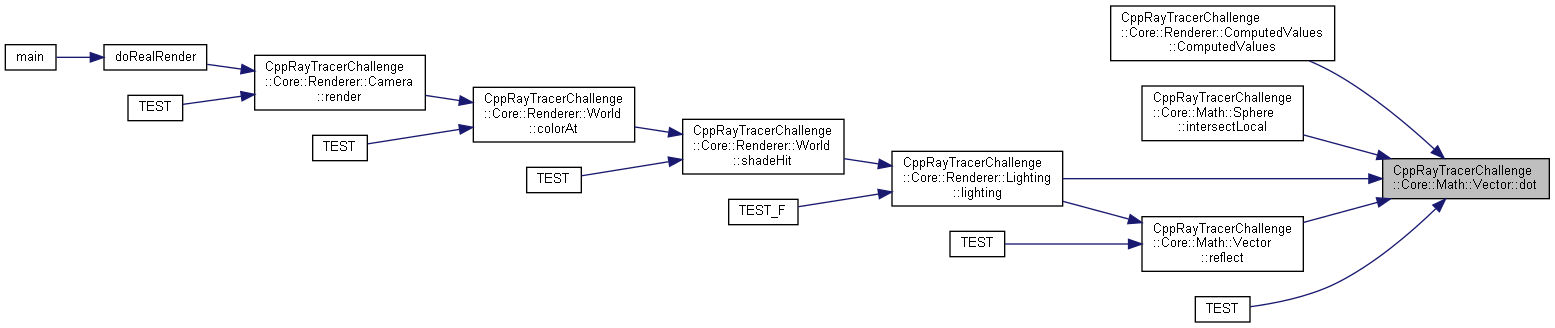 main
doRealRender
TEST
CppRayTracerChallenge
::Core::Renderer::Camera
::render
TEST
CppRayTracerChallenge
::Core::Renderer::World
::colorAt
TEST
CppRayTracerChallenge
::Core::Renderer::World
::shadeHit
TEST_F
CppRayTracerChallenge
::Core::Renderer::Lighting
::lighting
TEST
CppRayTracerChallenge
::Core::Renderer::ComputedValues
::ComputedValues
CppRayTracerChallenge
::Core::Math::Sphere
::intersectLocal
CppRayTracerChallenge
::Core::Math::Vector
::reflect
TEST
CppRayTracerChallenge
::Core::Math::Vector::dot